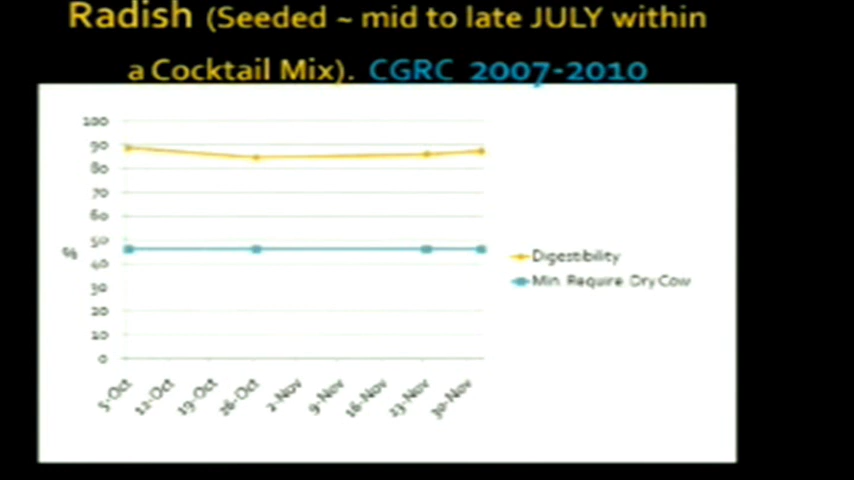 Radish (Seeded ~ mid to late JULY within
a Cocktail Mix). CGRC 2007-2010
100
90
80
70
60
50
40
30
20
10
0
%
5-Oct
12-Oct
19-Oct
26-Oct
2-Nov
9-Nov
16-Nov
23-Nov
30-Nov
Digestibility
Min. Require Dry Cow